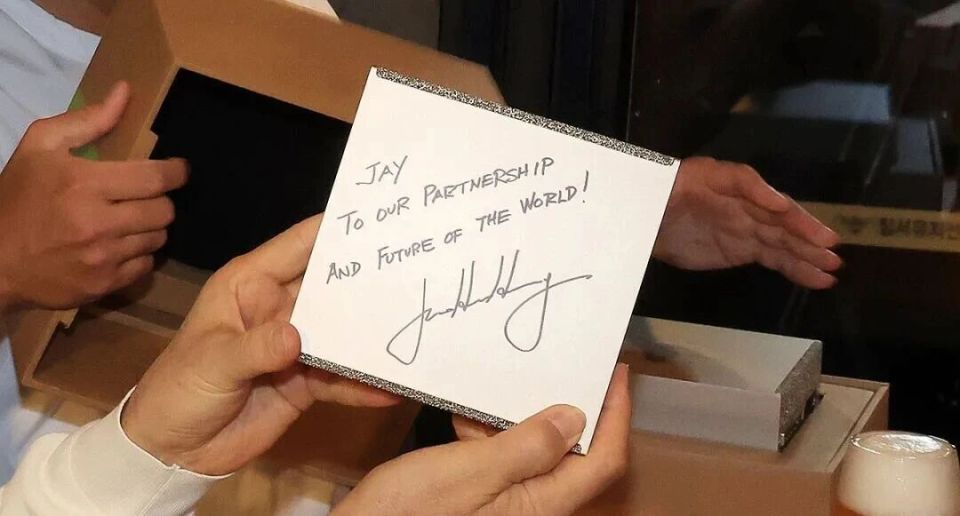 JAY
TO OUR PARTNERSHIP
AND FUTURE OF THE WORLD!